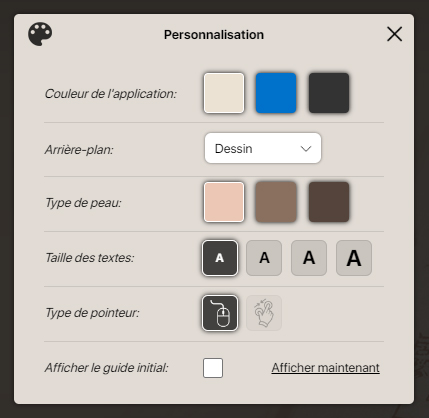 Personnalisation
Couleur de l'application:
Arrière-plan: Dessin
Type de peau:
Taille des textes: A A A A
Type de pointeur:
Afficher le guide initial: Afficher maintenant